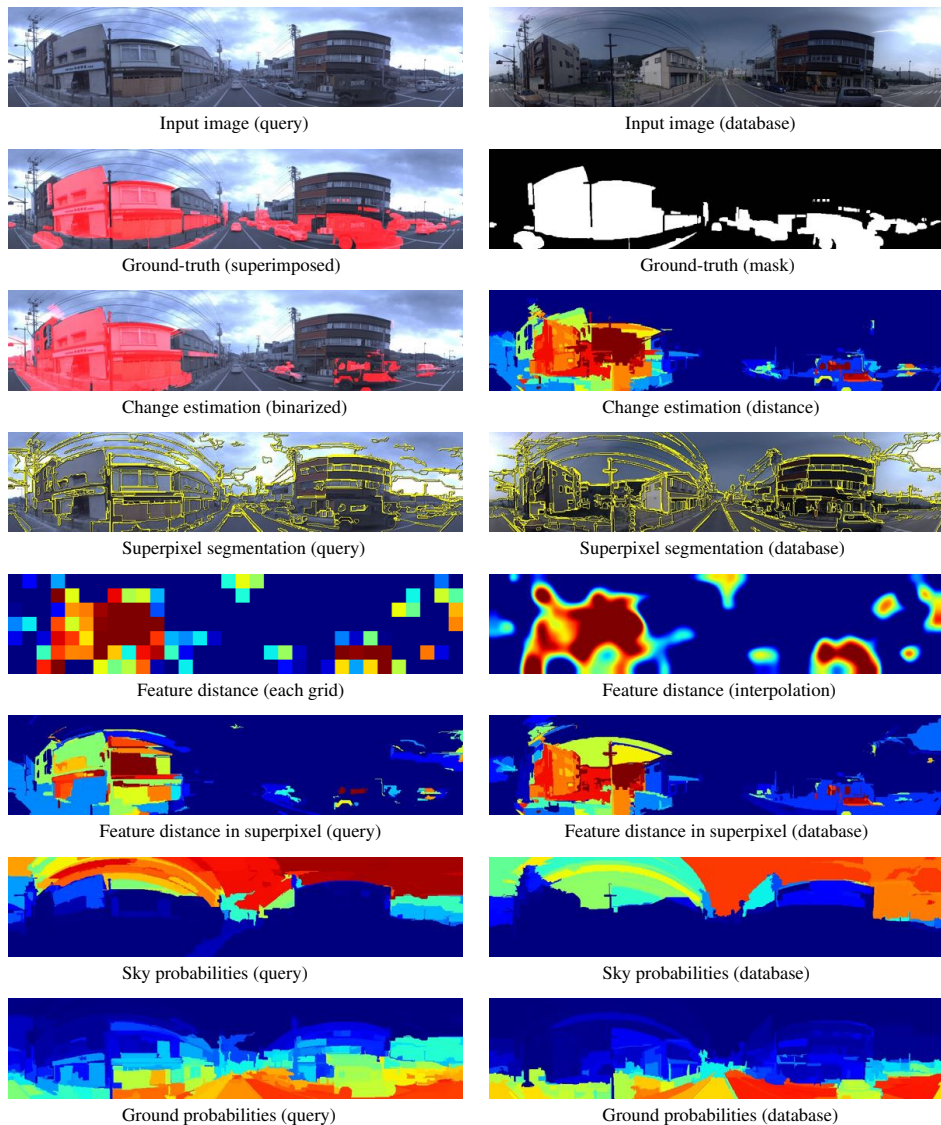 Input image (query)
Input image (database)
Ground-truth (superimposed)
Ground-truth (mask)
Change estimation (binarized)
Change estimation (distance)
Superpixel segmentation (query)
Superpixel segmentation (database)
Feature distance (each grid)
Feature distance (interpolation)
Feature distance in superpixel (query)
Feature distance in superpixel (database)
Sky probabilities (query)
Sky probabilities (database)
Ground probabilities (query)
Ground probabilities (database)